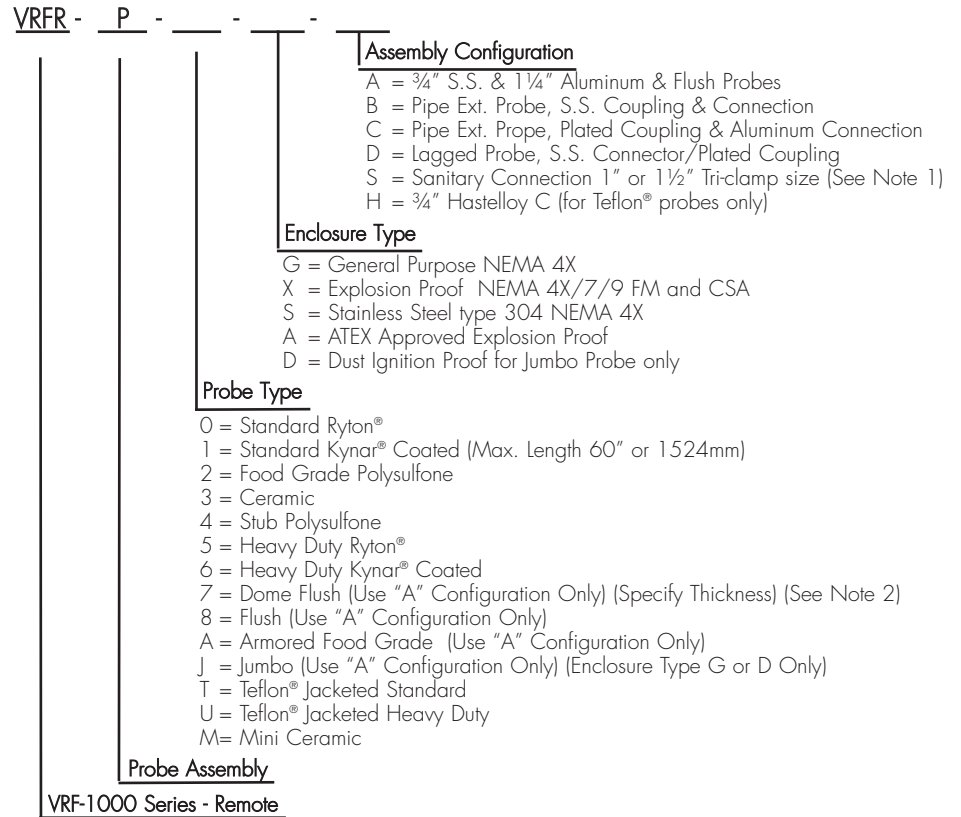 VRFR - P - ___ - ___ - ___
Assembly Configuration
A = ¾" S.S. & 1¼" Aluminum & Flush Probes
B = Pipe Ext. Probe, S.S. Coupling & Connection
C = Pipe Ext. Prope, Plated Coupling & Aluminum Connection
D = Lagged Probe, S.S. Connector/Plated Coupling
S = Sanitary Connection 1" or 1½" Tri-clamp size (See Note 1)
H = ¾" Hastelloy C (for Teflon® probes only)
Enclosure Type
G = General Purpose NEMA 4X
X = Explosion Proof NEMA 4X/7/9 FM and CSA
S = Stainless Steel type 304 NEMA 4X
A = ATEX Approved Explosion Proof
D = Dust Ignition Proof for Jumbo Probe only
Probe Type
0 = Standard Ryton®
1 = Standard Kynar® Coated (Max. Length 60" or 1524mm)
2 = Food Grade Polysulfone
3 = Ceramic
4 = Stub Polysulfone
5 = Heavy Duty Ryton®
6 = Heavy Duty Kynar® Coated
7 = Dome Flush (Use "A" Configuration Only) (Specify Thickness) (See Note 2)
8 = Flush (Use "A" Configuration Only)
A = Armored Food Grade (Use "A" Configuration Only)
J = Jumbo (Use "A" Configuration Only) (Enclosure Type G or D Only)
T = Teflon® Jacketed Standard
U = Teflon® Jacketed Heavy Duty
M= Mini Ceramic
Probe Assembly
VRF-1000 Series - Remote